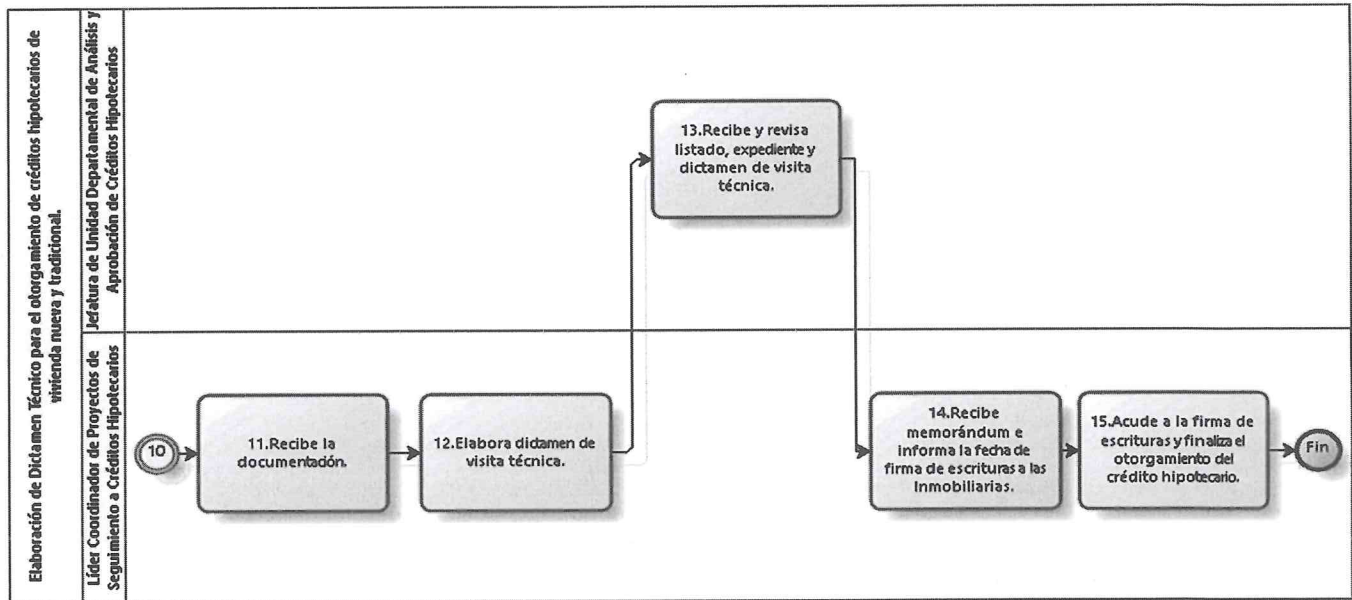 Elaboración de Dictamen Técnico para el otorgamiento de créditos hipotecarios de
vivienda nueva y tradicional.
Jefatura de Unidad Departamental de Análisis y
Aprobación de Créditos Hipotecarios
13.Recibe y revisa
listado, expediente y
dictamen de visita
técnica.
Líder Coordinador de Proyectos de
Seguimiento a Créditos Hipotecarios
10
11.Recibe la
documentación.
12.Elabora dictamen de
visita técnica.
14.Recibe
memorándum e
informa la fecha de
firma de escrituras a las
Inmobiliarias.
15.Acude a la firma de
escrituras y finaliza el
otorgamiento del
crédito hipotecario.
Fin